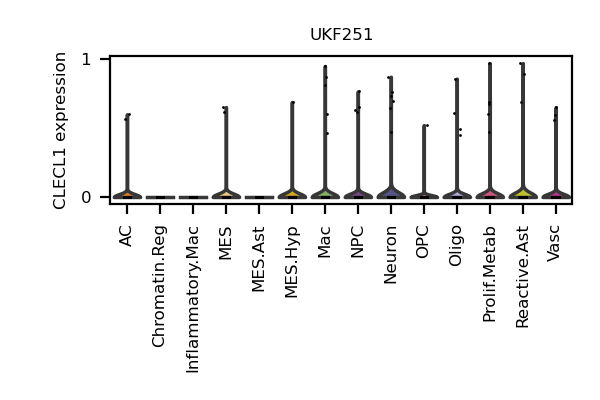 UKF251
CLECL1 expression
1
0
AC
Chromatin.Reg
Inflammatory.Mac
MES
MES.Ast
MES.Hyp
Mac
NPC
Neuron
OPC
Oligo
Prolif.Metab
Reactive.Ast
Vasc